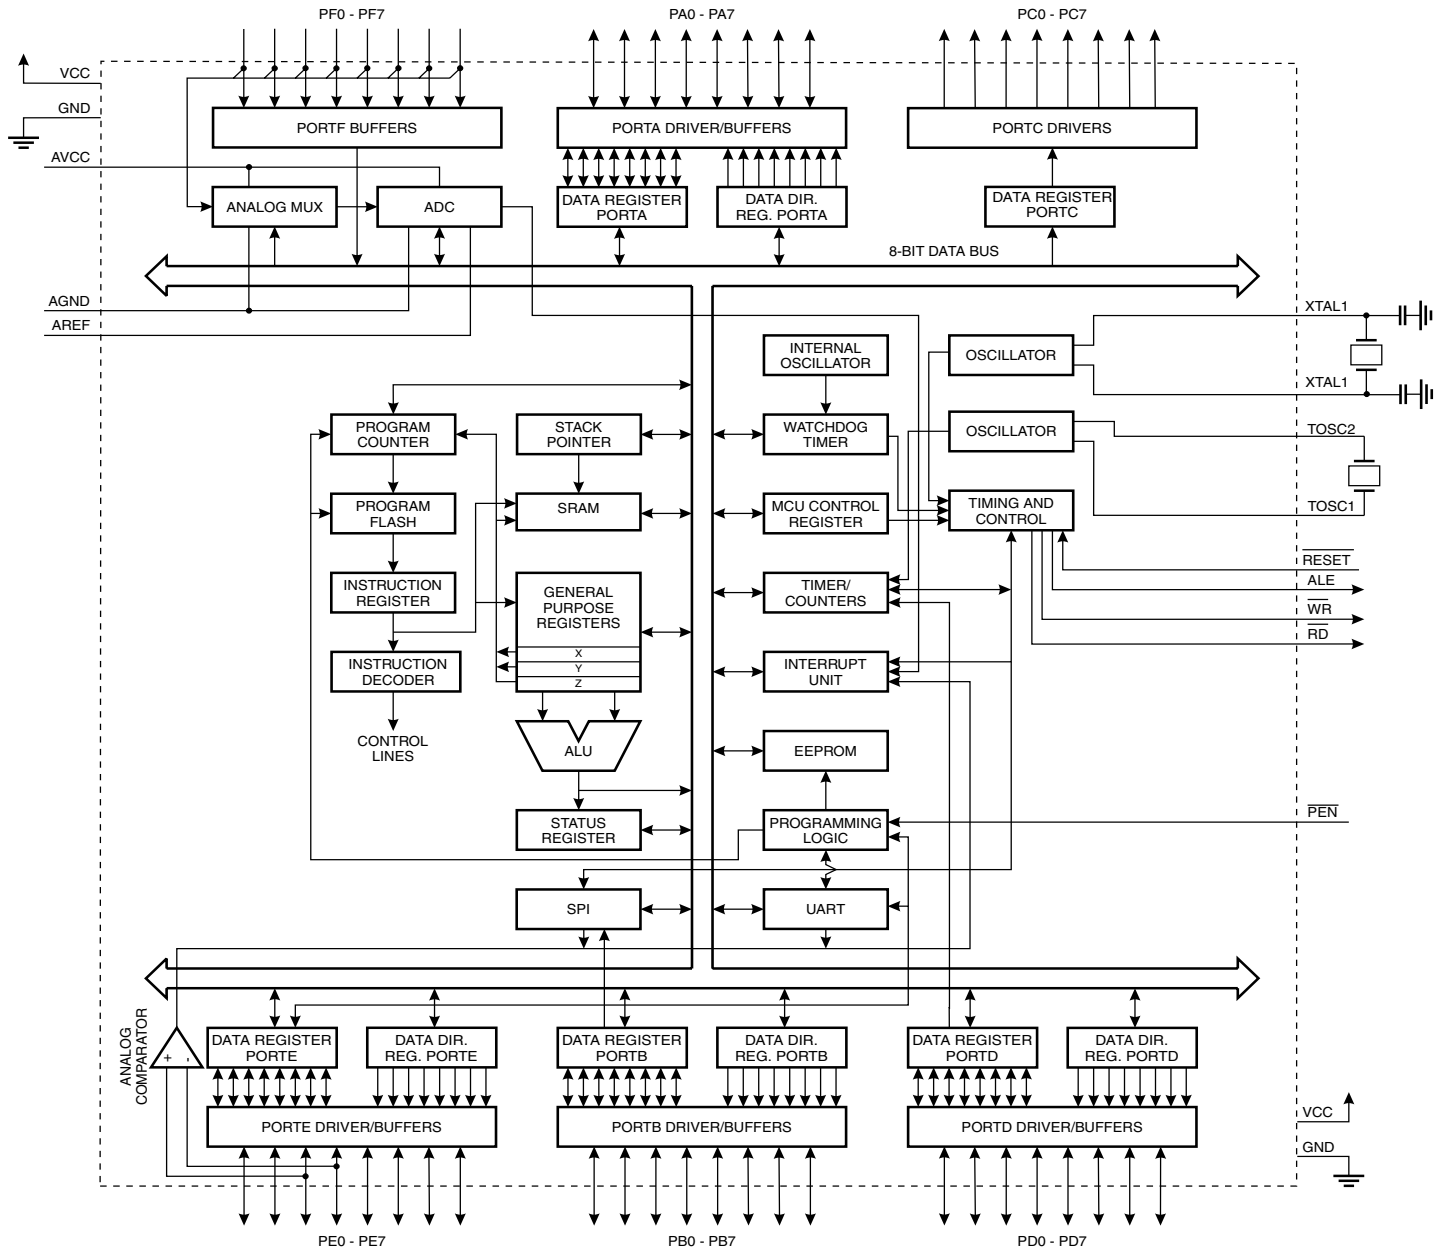 PF0 - PF7
PA0 - PA7
PC0 - PC7
VCC
GND
PORTF BUFFERS
PORTA DRIVER/BUFFERS
PORTC DRIVERS
AVCC
ANALOG MUX
ADC
DATA REGISTER
PORTA
DATA DIR.
REG. PORTA
DATA REGISTER
PORTC
8-BIT DATA BUS
AGND
AREF
XTAL1
INTERNAL
OSCILLATOR
OSCILLATOR
XTAL1
PROGRAM
COUNTER
STACK
POINTER
WATCHDOG
TIMER
OSCILLATOR
TOSC2
PROGRAM
FLASH
SRAM
MCU CONTROL
REGISTER
TIMING AND
CONTROL
TOSC1
RESET
ALE
WR
RD
INSTRUCTION
REGISTER
GENERAL
PURPOSE
REGISTERS
X
Y
Z
TIMER/
COUNTERS
INSTRUCTION
DECODER
INTERRUPT
UNIT
CONTROL
LINES
ALU
EEPROM
STATUS
REGISTER
PROGRAMMING
LOGIC
PEN
SPI
UART
ANALOG
COMPARATOR
+
-
DATA REGISTER
PORTE
DATA DIR.
REG. PORTE
DATA REGISTER
PORTB
DATA DIR.
REG. PORTB
DATA REGISTER
PORTD
DATA DIR.
REG. PORTD
PORTE DRIVER/BUFFERS
PORTB DRIVER/BUFFERS
PORTD DRIVER/BUFFERS
VCC
GND
PE0 - PE7
PB0 - PB7
PD0 - PD7